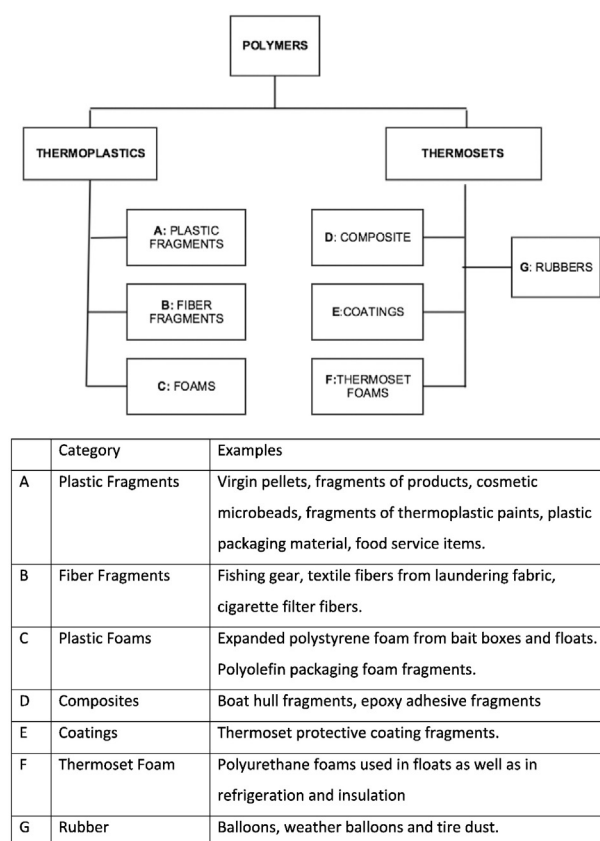 POLYMERS
THERMOPLASTICS
THERMOSETS
A: PLASTIC
FRAGMENTS
B: FIBER
FRAGMENTS
C: FOAMS
D: COMPOSITE
E:COATINGS
F:THERMOSET
FOAMS
G: RUBBERS
Category Examples
A Plastic Fragments Virgin pellets, fragments of products, cosmetic
microbeads, fragments of thermoplastic paints, plastic
packaging material, food service items.
B Fiber Fragments Fishing gear, textile fibers from laundering fabric,
cigarette filter fibers.
C Plastic Foams Expanded polystyrene foam from bait boxes and floats.
Polyolefin packaging foam fragments.
D Composites Boat hull fragments, epoxy adhesive fragments
E Coatings Thermoset protective coating fragments.
F Thermoset Foam Polyurethane foams used in floats as well as in
refrigeration and insulation
G Rubber Balloons, weather balloons and tire dust.